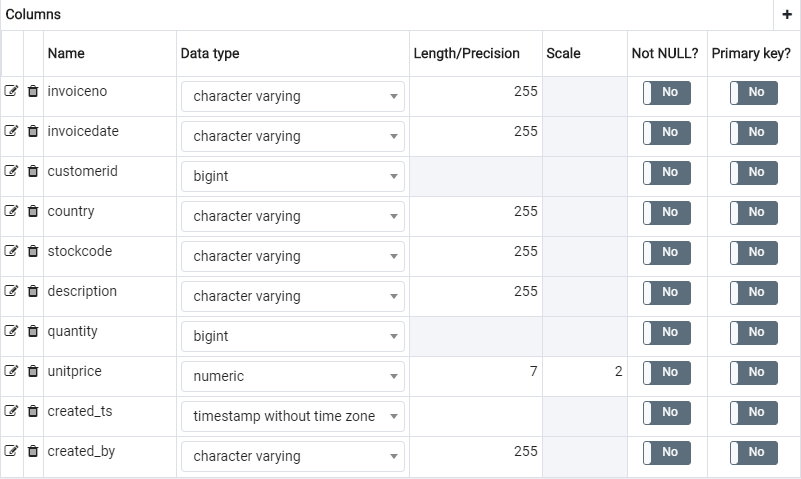 Columns +
Name Data type Length/Precision Scale Not NULL? Primary key?
invoiceno character varying 255 No No
invoicedate character varying 255 No No
customerid bigint No No
country character varying 255 No No
stockcode character varying 255 No No
description character varying 255 No No
quantity bigint No No
unitprice numeric 7 2 No No
created_ts timestamp without time zone No No
created_by character varying 255 No No